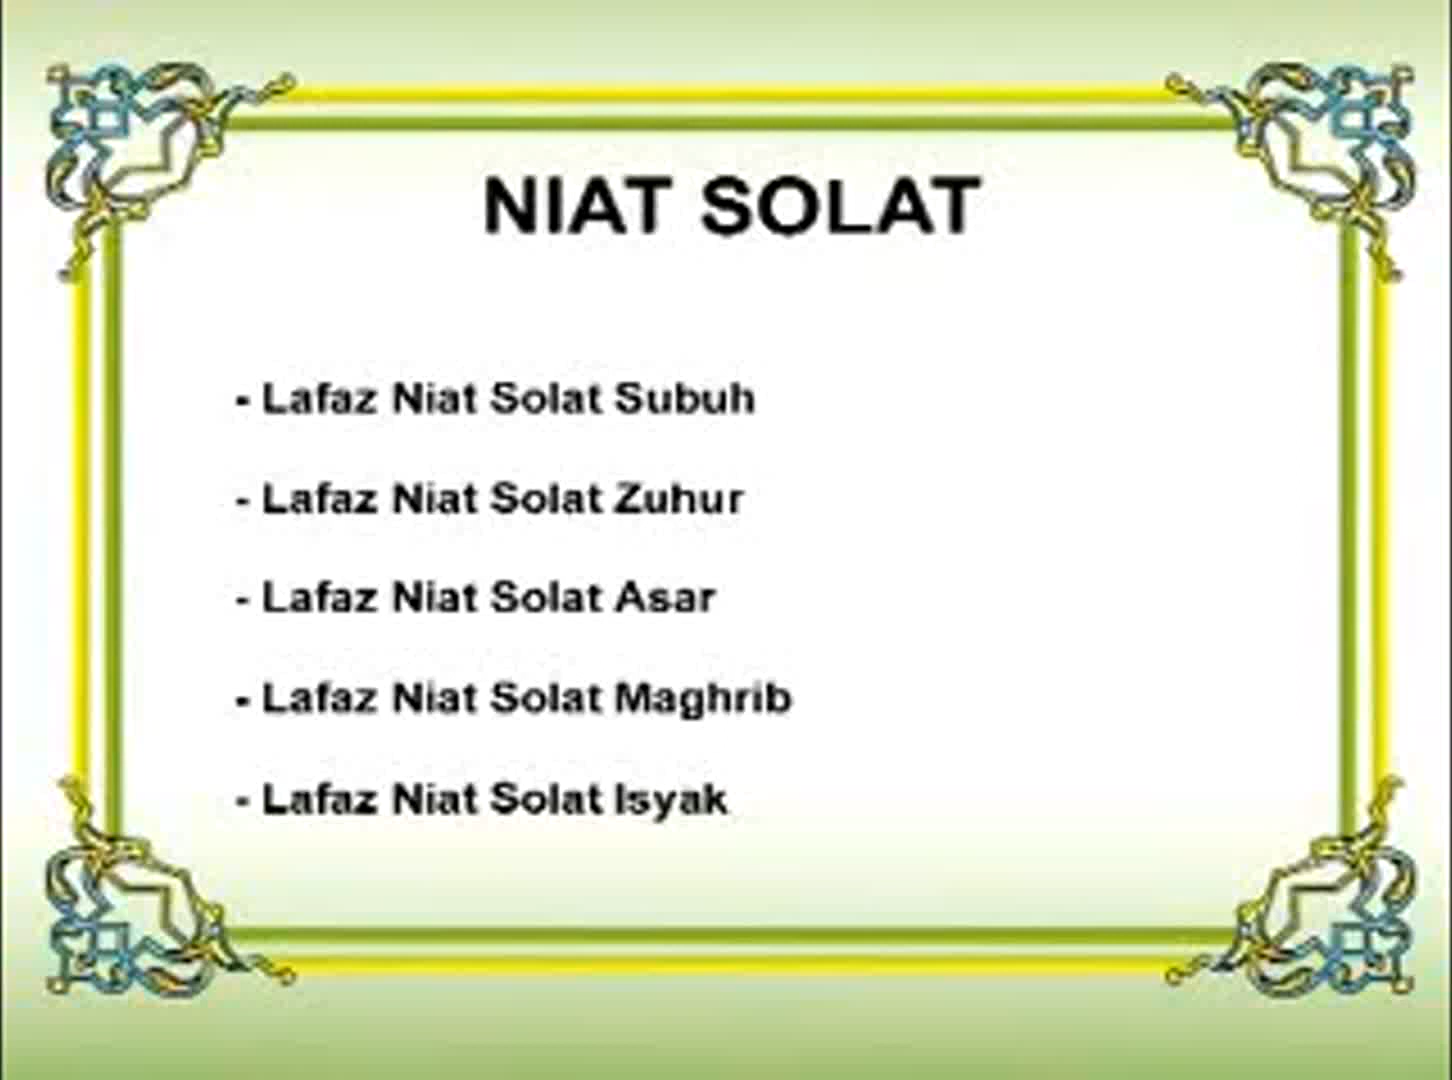 NIAT SOLAT
- Lafaz Niat Solat Subuh
- Lafaz Niat Solat Zuhur
- Lafaz Niat Solat Asar
- Lafaz Niat Solat Maghrib
- Lafaz Niat Solat Isyak